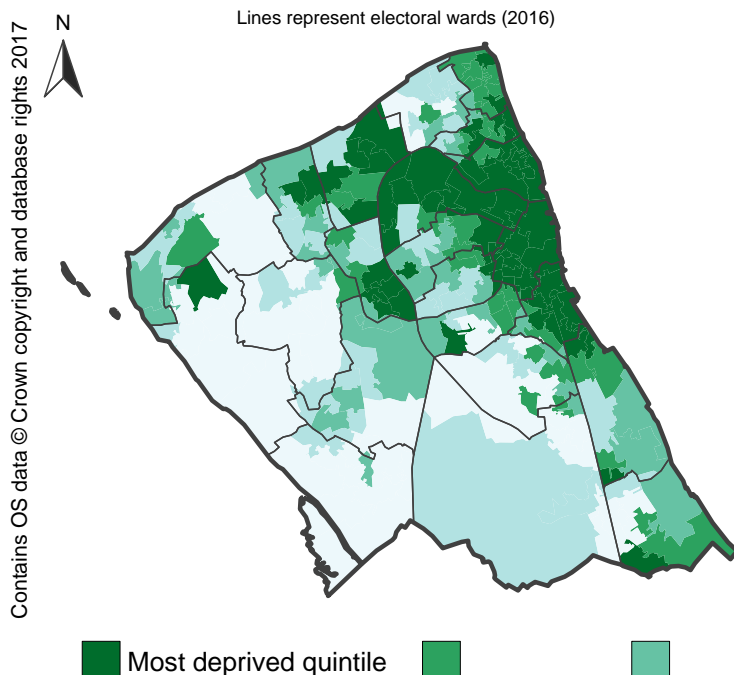 Lines represent electoral wards (2016)
N
Contains OS data © Crown copyright and database rights 2017
Most deprived quintile